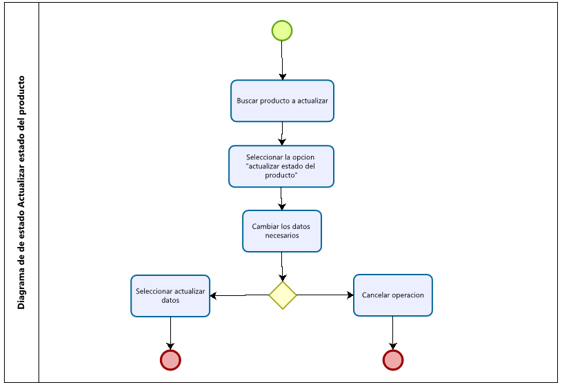 Diagrama de de estado Actualizar estado del producto
Buscar producto a actualizar
Seleccionar la opcion
"actualizar estado del
producto"
Cambiar los datos
necesarios
Seleccionar actualizar
datos
Cancelar operacion